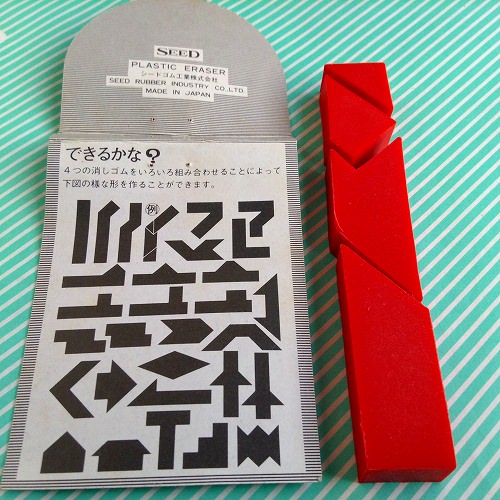 SEED
PLASTIC ERASER
シードゴム工業株式会社
SEED RUBBER INDUSTRY CO.,LTD.
MADE IN JAPAN
できるかな?
4つの消しゴムをいろいろ組み合わせることによって
下図の様な形を作ることができます。
例